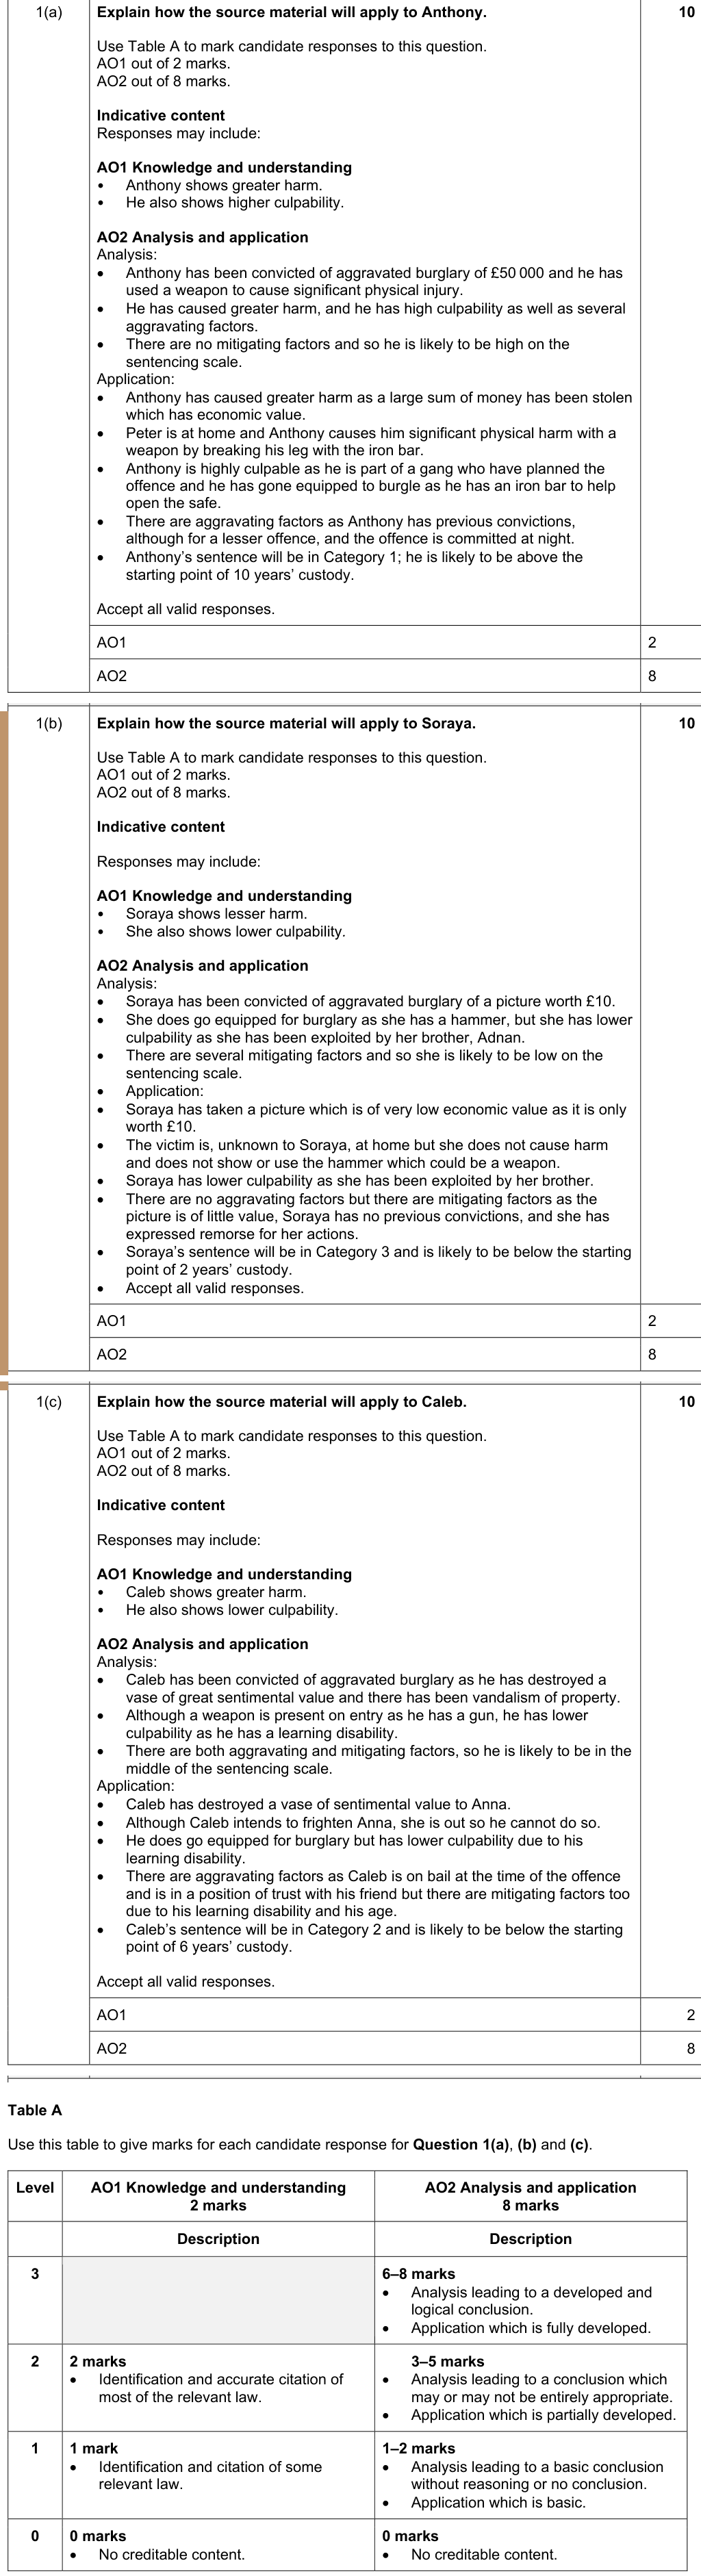 1(a)
Explain how the source material will apply to Anthony.
10
Use Table A to mark candidate responses to this question.
AO1 out of 2 marks.
AO2 out of 8 marks.
Indicative content
Responses may include:
AO1 Knowledge and understanding
• Anthony shows greater harm.
• He also shows higher culpability.
AO2 Analysis and application
Analysis:
• Anthony has been convicted of aggravated burglary of £50 000 and he has
used a weapon to cause significant physical injury.
• He has caused greater harm, and he has high culpability as well as several
aggravating factors.
• There are no mitigating factors and so he is likely to be high on the
sentencing scale.
Application:
• Anthony has caused greater harm as a large sum of money has been stolen
which has economic value.
• Peter is at home and Anthony causes him significant physical harm with a
weapon by breaking his leg with the iron bar.
• Anthony is highly culpable as he is part of a gang who have planned the
offence and he has gone equipped to burgle as he has an iron bar to help
open the safe.
• There are aggravating factors as Anthony has previous convictions,
although for a lesser offence, and the offence is committed at night.
• Anthony's sentence will be in Category 1; he is likely to be above the
starting point of 10 years' custody.
Accept all valid responses.
AO1 2
AO2 8
1(b)
Explain how the source material will apply to Soraya.
10
Use Table A to mark candidate responses to this question.
AO1 out of 2 marks.
AO2 out of 8 marks.
Indicative content
Responses may include:
AO1 Knowledge and understanding
• Soraya shows lesser harm.
• She also shows lower culpability.
AO2 Analysis and application
Analysis:
• Soraya has been convicted of aggravated burglary of a picture worth £10.
• She does go equipped for burglary as she has a hammer, but she has lower
culpability as she has been exploited by her brother, Adnan.
• There are several mitigating factors and so she is likely to be low on the
sentencing scale.
• Application:
• Soraya has taken a picture which is of very low economic value as it is only
worth £10.
• The victim is, unknown to Soraya, at home but she does not cause harm
and does not show or use the hammer which could be a weapon.
• Soraya has lower culpability as she has been exploited by her brother.
• There are no aggravating factors but there are mitigating factors as the
picture is of little value, Soraya has no previous convictions, and she has
expressed remorse for her actions.
• Soraya's sentence will be in Category 3 and is likely to be below the starting
point of 2 years' custody.
• Accept all valid responses.
AO1 2
AO2 8
1(c)
Explain how the source material will apply to Caleb.
10
Use Table A to mark candidate responses to this question.
AO1 out of 2 marks.
AO2 out of 8 marks.
Indicative content
Responses may include:
AO1 Knowledge and understanding
• Caleb shows greater harm.
• He also shows lower culpability.
AO2 Analysis and application
Analysis:
• Caleb has been convicted of aggravated burglary as he has destroyed a
vase of great sentimental value and there has been vandalism of property.
• Although a weapon is present on entry as he has a gun, he has lower
culpability as he has a learning disability.
• There are both aggravating and mitigating factors, so he is likely to be in the
middle of the sentencing scale.
Application:
• Caleb has destroyed a vase of sentimental value to Anna.
• Although Caleb intends to frighten Anna, she is out so he cannot do so.
• He does go equipped for burglary but has lower culpability due to his
learning disability.
• There are aggravating factors as Caleb is on bail at the time of the offence
and is in a position of trust with his friend but there are mitigating factors too
due to his learning disability and his age.
• Caleb's sentence will be in Category 2 and is likely to be below the starting
point of 6 years' custody.
Accept all valid responses.
AO1 2
AO2 8
Table A
Use this table to give marks for each candidate response for Question 1(a), (b) and (c).
Level
AO1 Knowledge and understanding
2 marks
AO2 Analysis and application
8 marks
Description
Description
3
6–8 marks
• Analysis leading to a developed and
logical conclusion.
• Application which is fully developed.
2
2 marks
• Identification and accurate citation of
most of the relevant law.
3–5 marks
• Analysis leading to a conclusion which
may or may not be entirely appropriate.
• Application which is partially developed.
1
1 mark
• Identification and citation of some
relevant law.
1–2 marks
• Analysis leading to a basic conclusion
without reasoning or no conclusion.
• Application which is basic.
0
0 marks
• No creditable content.
0 marks
• No creditable content.